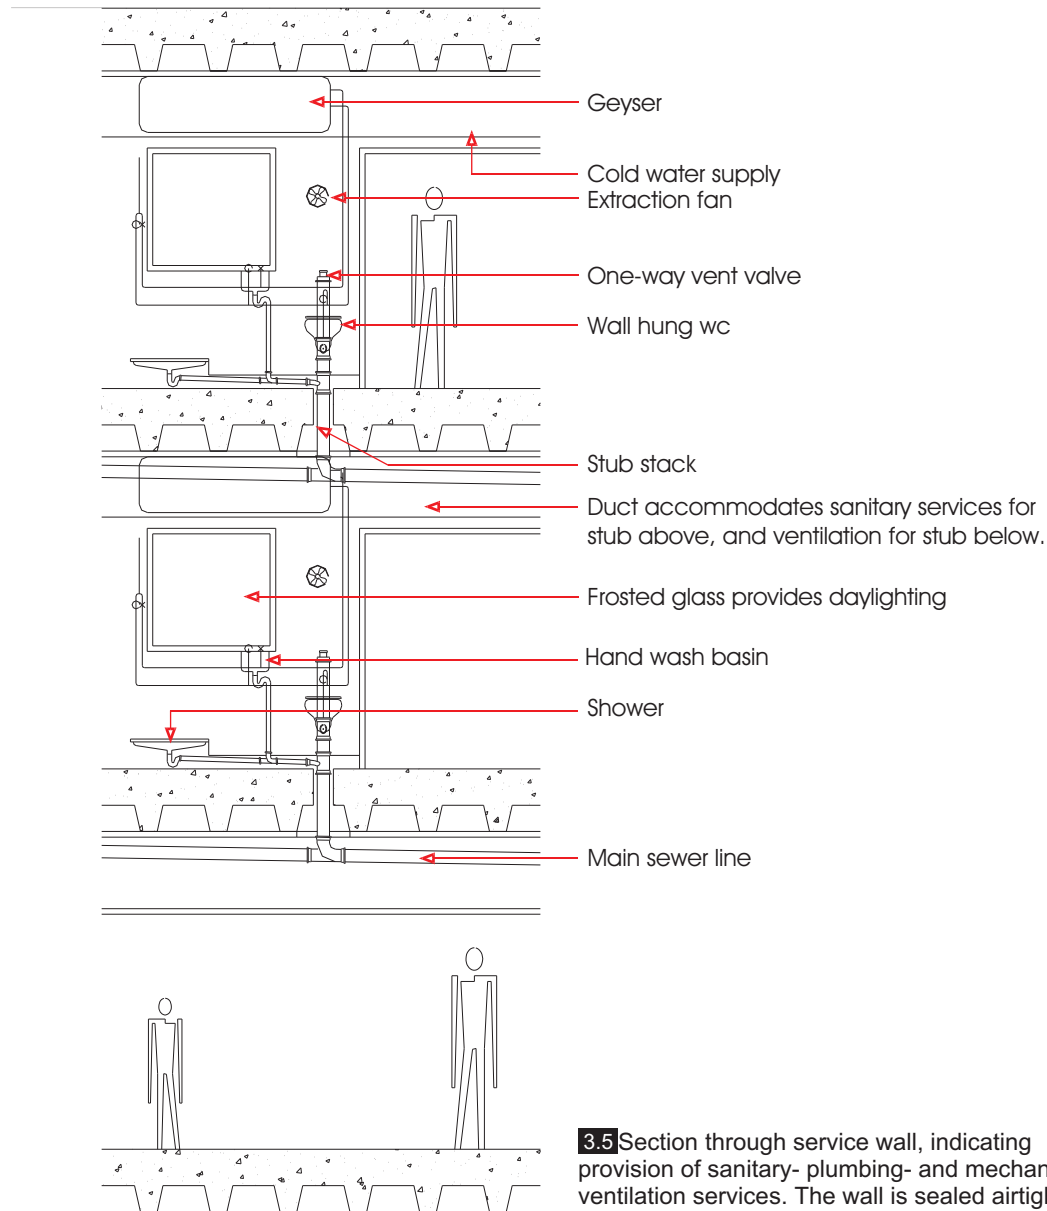 Geyser
Cold water supply
Extraction fan
One-way vent valve
Wall hung wc
Stub stack
Duct accommodates sanitary services for
stub above, and ventilation for stub below.
Frosted glass provides daylighting
Hand wash basin
Shower
Main sewer line
3.5 Section through service wall, indicating
provision of sanitary- plumbing- and mechan
ventilation services. The wall is sealed airtigh